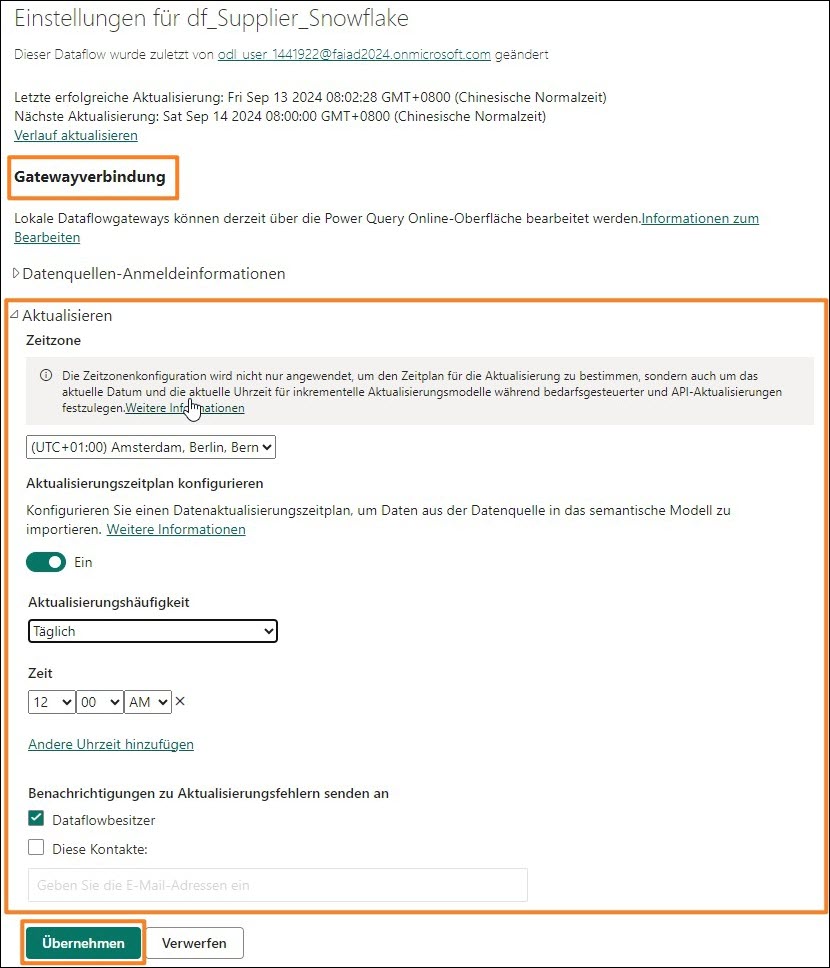 Einstellungen für df_Supplier_Snowflake
Dieser Dataflow wurde zuletzt von odl_user_1441922@faiad2024.onmicrosoft.com geändert
Letzte erfolgreiche Aktualisierung: Fri Sep 13 2024 08:02:28 GMT+0800 (Chinesische Normalzeit)
Nächste Aktualisierung: Sat Sep 14 2024 08:00:00 GMT+0800 (Chinesische Normalzeit)
Verlauf aktualisieren
Gatewayverbindung
Lokale Dataflowgateways können derzeit über die Power Query Online-Oberfläche bearbeitet werden.Informationen zum
Bearbeiten
Datenquellen-Anmeldeinformationen
Aktualisieren
Zeitzone
Die Zeitzonenkonfiguration wird nicht nur angewendet, um den Zeitplan für die Aktualisierung zu bestimmen, sondern auch um das
aktuelle Datum und die aktuelle Uhrzeit für inkrementelle Aktualisierungsmodelle während bedarfsgesteuerter und API-Aktualisierungen
festzulegen.Weitere Informationen
(UTC+01:00) Amsterdam, Berlin, Bern
Aktualisierungszeitplan konfigurieren
Konfigurieren Sie einen Datenaktualisierungszeitplan, um Daten aus der Datenquelle in das semantische Modell zu
importieren. Weitere Informationen
Ein
Aktualisierungshäufigkeit
Täglich
Zeit
12 00 AM
Andere Uhrzeit hinzufügen
Benachrichtigungen zu Aktualisierungsfehlern senden an
Dataflowbesitzer
Diese Kontakte:
Geben Sie die E-Mail-Adressen ein
Übernehmen Verwerfen